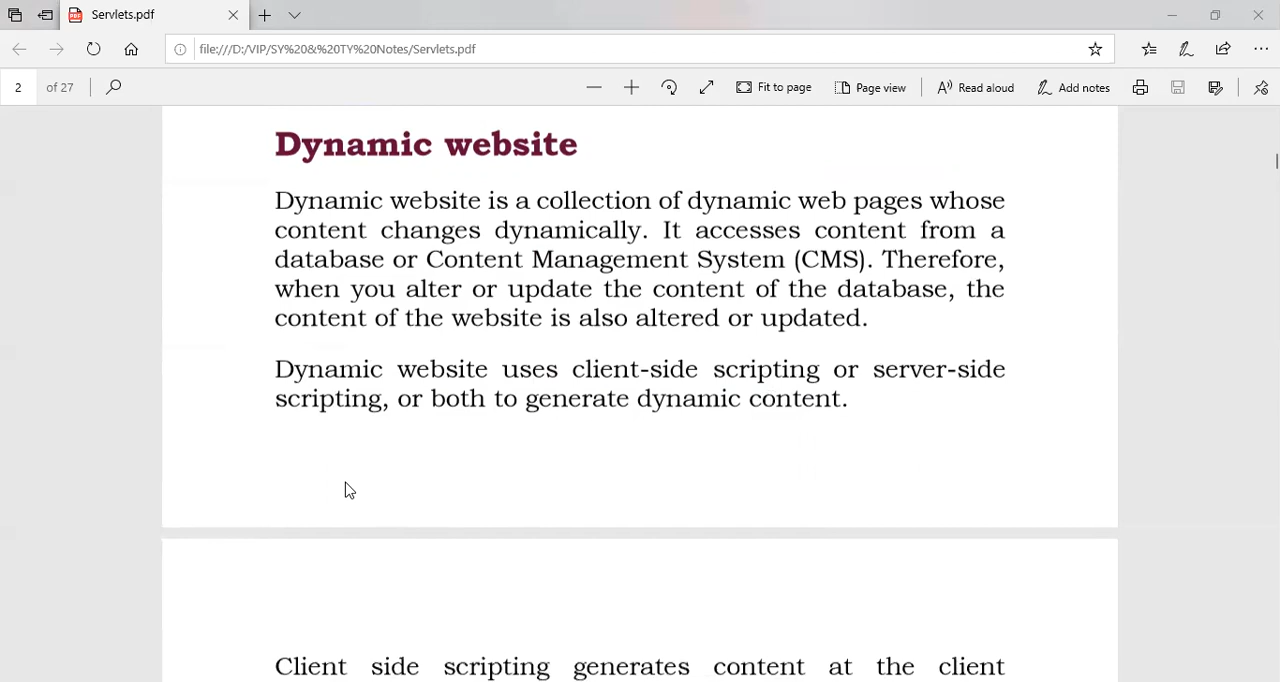 Servlets.pdf
file:///D:/VIP/SY%20&%20TY%20Notes/Servlets.pdf
2 of 27 Fit to page Page view Read aloud Add notes
Dynamic website
Dynamic website is a collection of dynamic web pages whose
content changes dynamically. It accesses content from a
database or Content Management System (CMS). Therefore,
when you alter or update the content of the database, the
content of the website is also altered or updated.
Dynamic website uses client-side scripting or server-side
scripting, or both to generate dynamic content.
Client side scripting generates content at the client